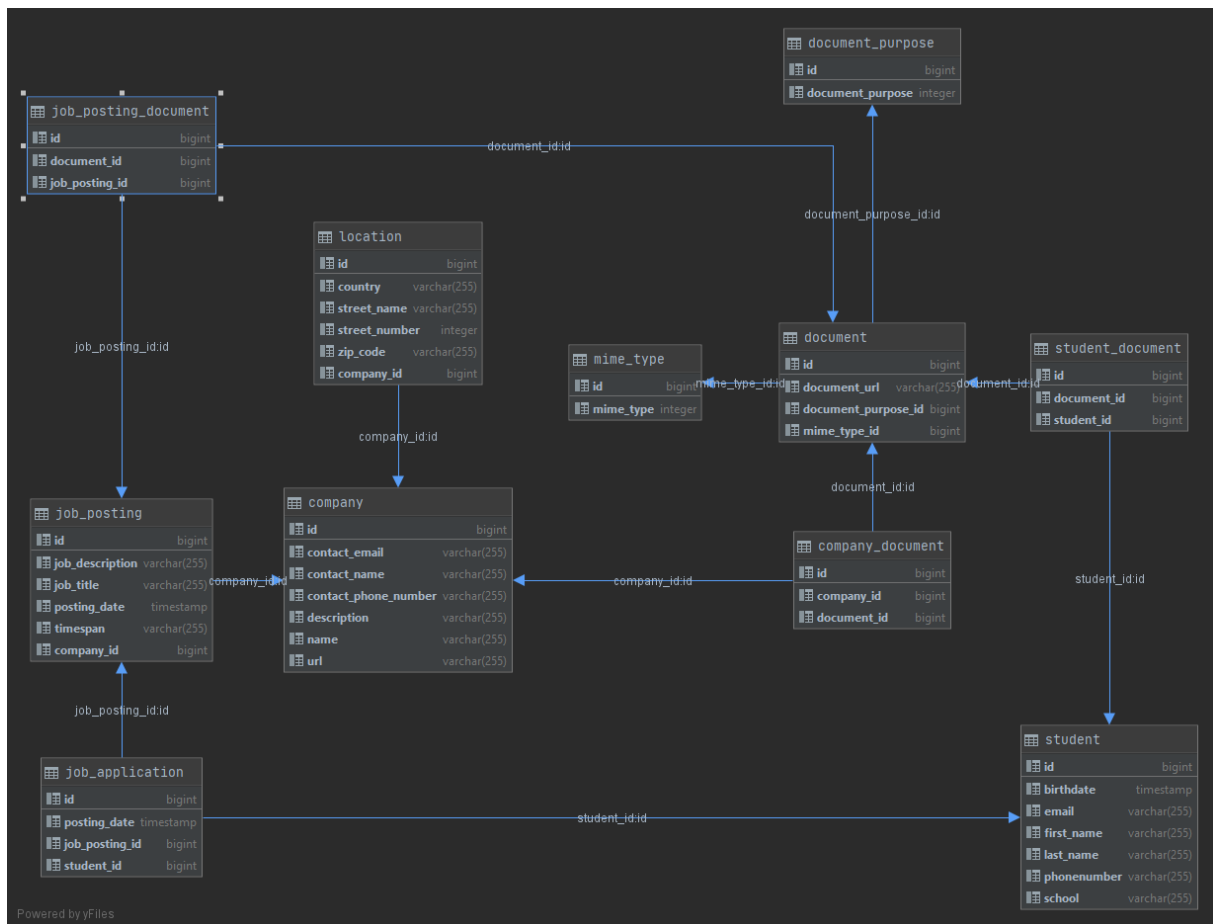 document_purpose
id bigint
document_purpose integer
job_posting_document
id bigint
document_id bigint
job_posting_id bigint
document_id:id
document_purpose_id:id
location
id bigint
country varchar(255)
street_name varchar(255)
street_number integer
zip_code varchar(255)
company_id bigint
job_posting_id:id
mime_type
id bigint
mime_type integer
mime_type_id:id
document
id bigint
document_url varchar(255)
document_purpose_id bigint
mime_type_id bigint
document_id:id
student_document
id bigint
document_id bigint
student_id bigint
company_id:id
document_id:id
job_posting
id bigint
job_description varchar(255)
job_title varchar(255)
posting_date timestamp
timespan varchar(255)
company_id bigint
company_id:id
company
id bigint
contact_email varchar(255)
contact_name varchar(255)
contact_phone_number varchar(255)
description varchar(255)
name varchar(255)
url varchar(255)
company_id:id
company_document
id bigint
company_id bigint
document_id bigint
student_id:id
job_posting_id:id
job_application
id bigint
posting_date timestamp
job_posting_id bigint
student_id bigint
student_id:id
student
id bigint
birthdate timestamp
email varchar(255)
first_name varchar(255)
last_name varchar(255)
phonenumber varchar(255)
school varchar(255)
Powered by yFiles